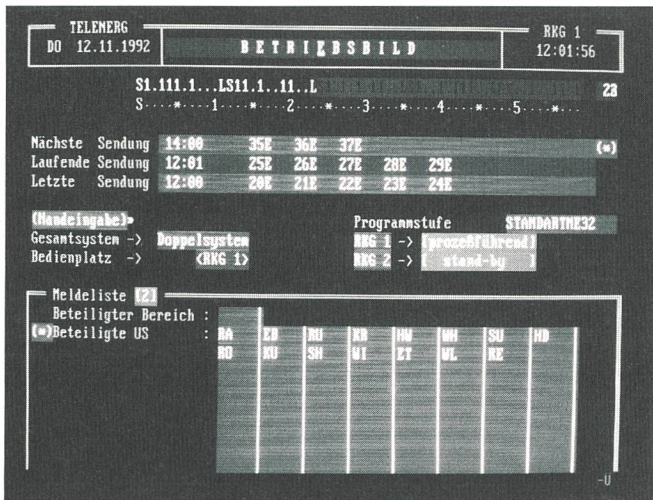 TELENERG
RKG 1
DO 12.11.1992
BETRIEBSBILD
12:01:56
S1.111.1...LS11.1..11..L
23
S....*....1....*....2....*....3....*....4....*....5....*...
Nächste Sendung 14:00 35E 36E 37E (*)
Laufende Sendung 12:01 25E 26E 27E 28E 29E
Letzte Sendung 12:00 20E 21E 22E 23E 24E
(Handeingabe)
Programmstufe STANDARTNE32
Gesamtsystem -> Doppelsystem
RKG 1 -> (prozeßführend)
Bedienplatz -> <RKG 1>
RKG 2 -> ( stand-by )
Meldeliste [2]
Beteiligter Bereich :
(*)Beteiligte US : RA EB RU KB HW WH SU HD
RO KU SH WI ET WL KE
-U